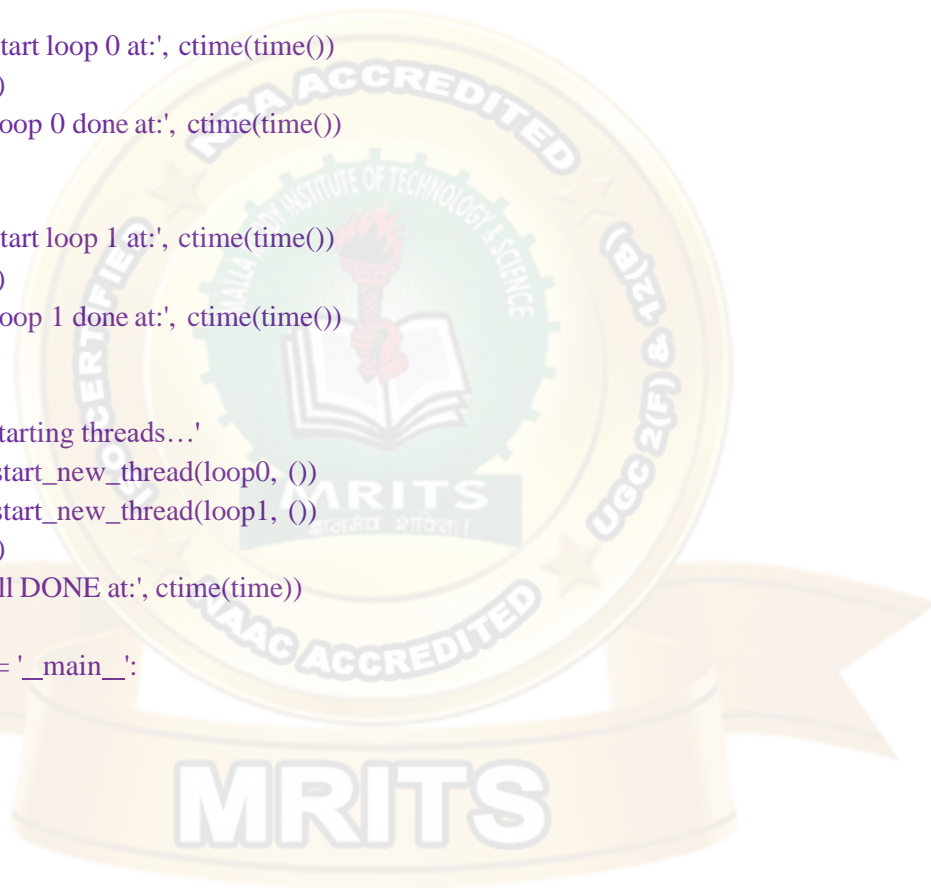 tart loop 0 at:', ctime(time())
)
oop 0 done at:', ctime(time())
tart loop 1 at:', ctime(time())
)
oop 1 done at:', ctime(time())
tarting threads…'
start_new_thread(loop0, ())
start_new_thread(loop1, ())
)
ll DONE at:', ctime(time))
= '__main__':
NBA ACCREDITED
UGC 2(F) & 12(B)
NAAC ACCREDITED
ISO CERTIFIED
INSTITUTE OF TECHNOLOGY & SCIENCE
MRITS
MRITS